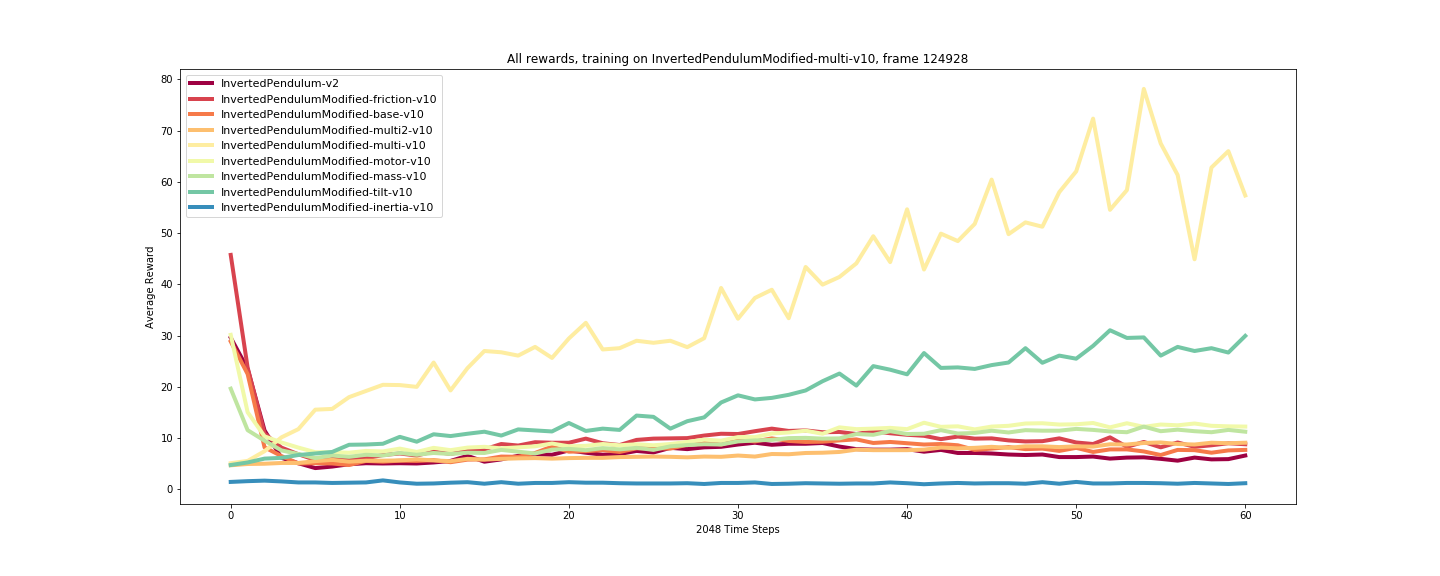 All rewards, training on InvertedPendulumModified-multi-v10, frame 124928
80
70
60
50
40
30
20
10
0
Average Reward
InvertedPendulum-v2
InvertedPendulumModified-friction-v10
InvertedPendulumModified-base-v10
InvertedPendulumModified-multi2-v10
InvertedPendulumModified-multi-v10
InvertedPendulumModified-motor-v10
InvertedPendulumModified-mass-v10
InvertedPendulumModified-tilt-v10
InvertedPendulumModified-inertia-v10
0 10 20 30 40 50 60
2048 Time Steps